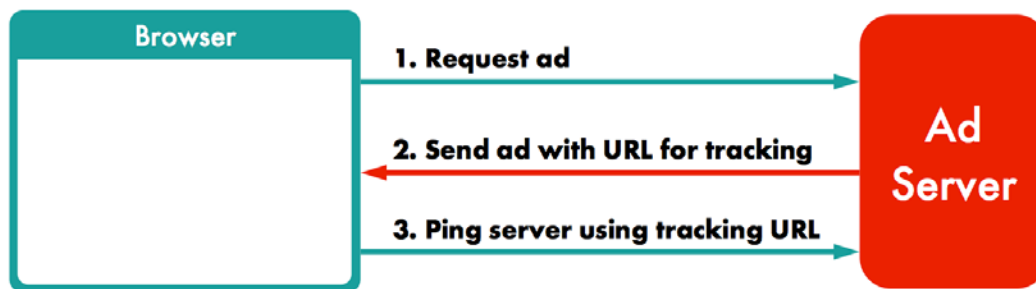 Browser
1. Request ad
2. Send ad with URL for tracking
3. Ping server using tracking URL
Ad
Server